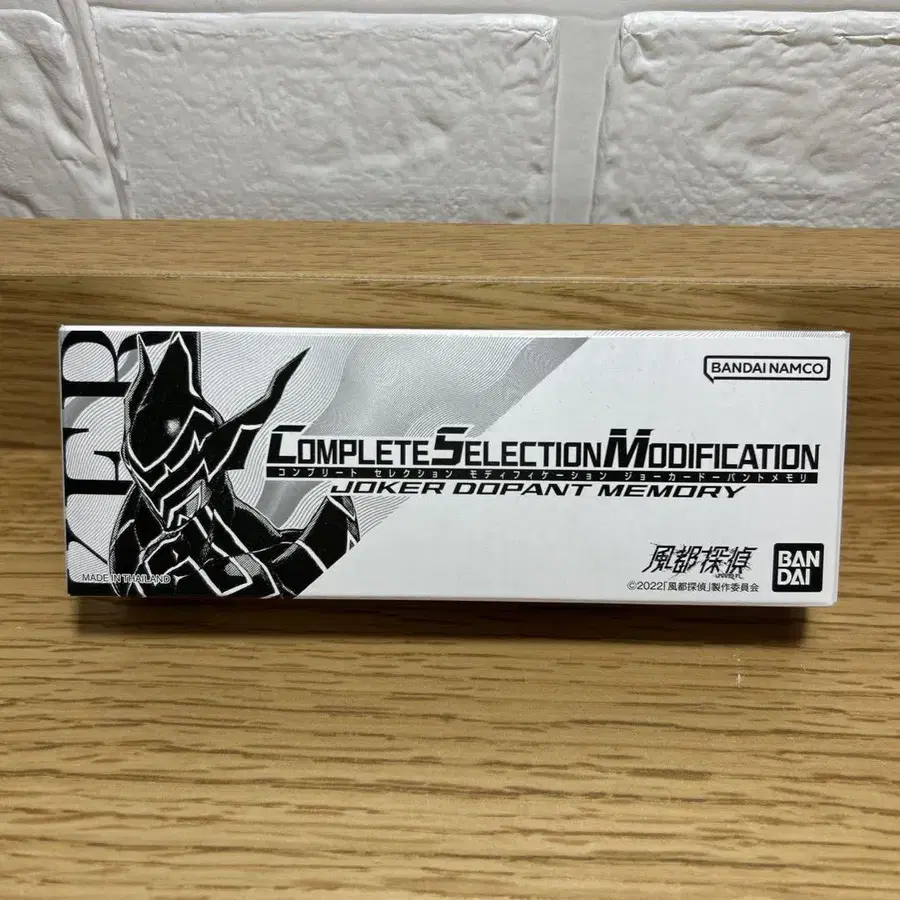 BANDAI NAMCO
COMPLETE SELECTION MODIFICATION
コンプリート セレクション モディフィケーション ジョーカードーパントメモリ
JOKER DOPANT MEMORY
風都探偵
BAN
DAI
MADE IN THAILAND
©2022「風都探偵」製作委員会